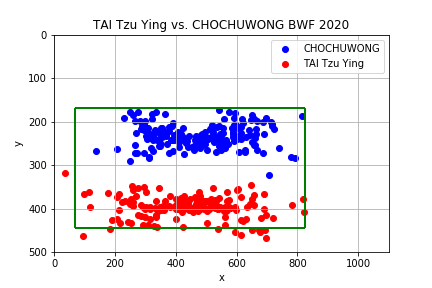 TAI Tzu Ying vs. CHOCHUWONG BWF 2020
CHOCHUWONG
TAI Tzu Ying
0
100
200
300
400
500
y
0 200 400 600 800 1000
x